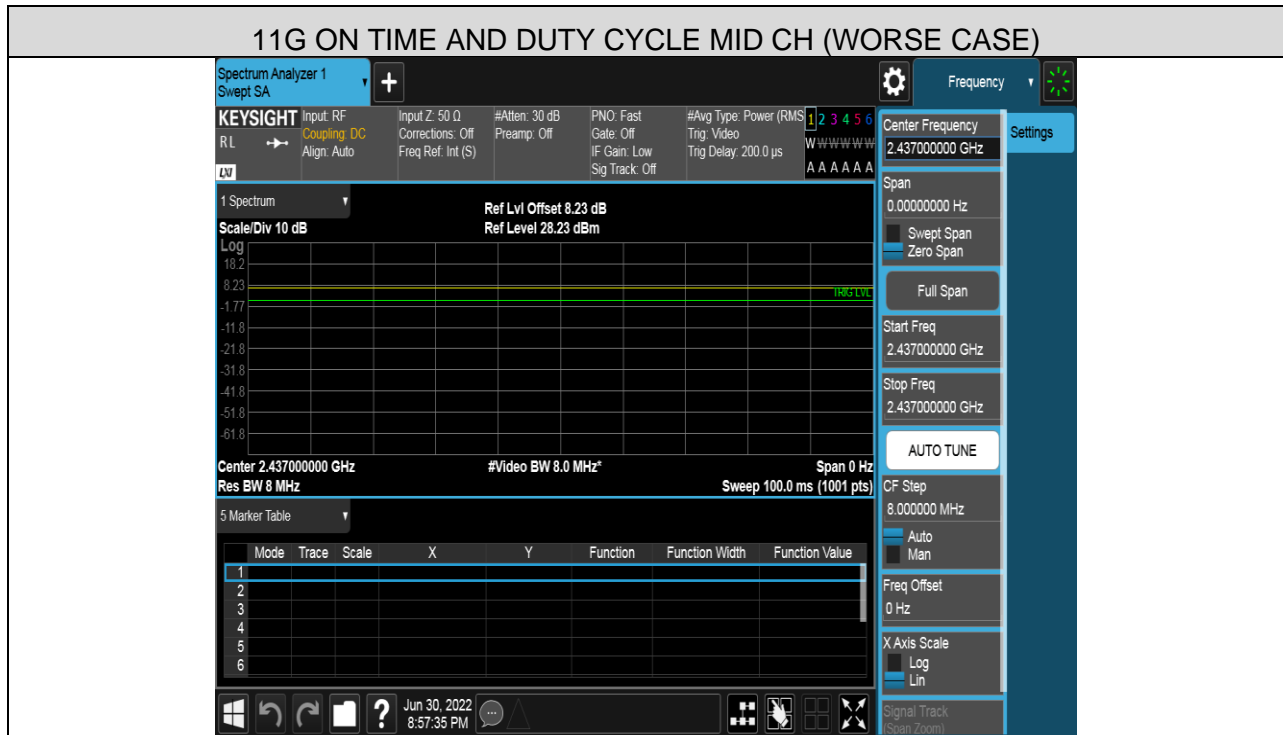 11G ON TIME AND DUTY CYCLE MID CH (WORSE CASE)
Spectrum Analyzer 1
Swept SA
Frequency
KEYSIGHT
RL
LXI
Input: RF
Coupling: DC
Align: Auto
Input Z: 50 Ω
Corrections: Off
Freq Ref: Int (S)
#Atten: 30 dB
Preamp: Off
PNO: Fast
Gate: Off
IF Gain: Low
Sig Track: Off
#Avg Type: Power (RMS
Trig: Video
Trig Delay: 200.0 µs
1 2 3 4 5 6
W W W W W W
A A A A A A
1 Spectrum
Scale/Div 10 dB
Ref Lvl Offset 8.23 dB
Ref Level 28.23 dBm
Log
18.2
8.23
-1.77
-11.8
-21.8
-31.8
-41.8
-51.8
-61.8
TRIG LVL
Center 2.437000000 GHz
#Video BW 8.0 MHz*
Span 0 Hz
Res BW 8 MHz
Sweep 100.0 ms (1001 pts)
5 Marker Table
Mode Trace Scale X Y Function Function Width Function Value
1
2
3
4
5
6
Jun 30, 2022
8:57:35 PM
Center Frequency
2.437000000 GHz
Settings
Span
0.00000000 Hz
Swept Span
Zero Span
Full Span
Start Freq
2.437000000 GHz
Stop Freq
2.437000000 GHz
AUTO TUNE
CF Step
8.000000 MHz
Auto
Man
Freq Offset
0 Hz
X Axis Scale
Log
Lin
Signal Track
(Span Zoom)